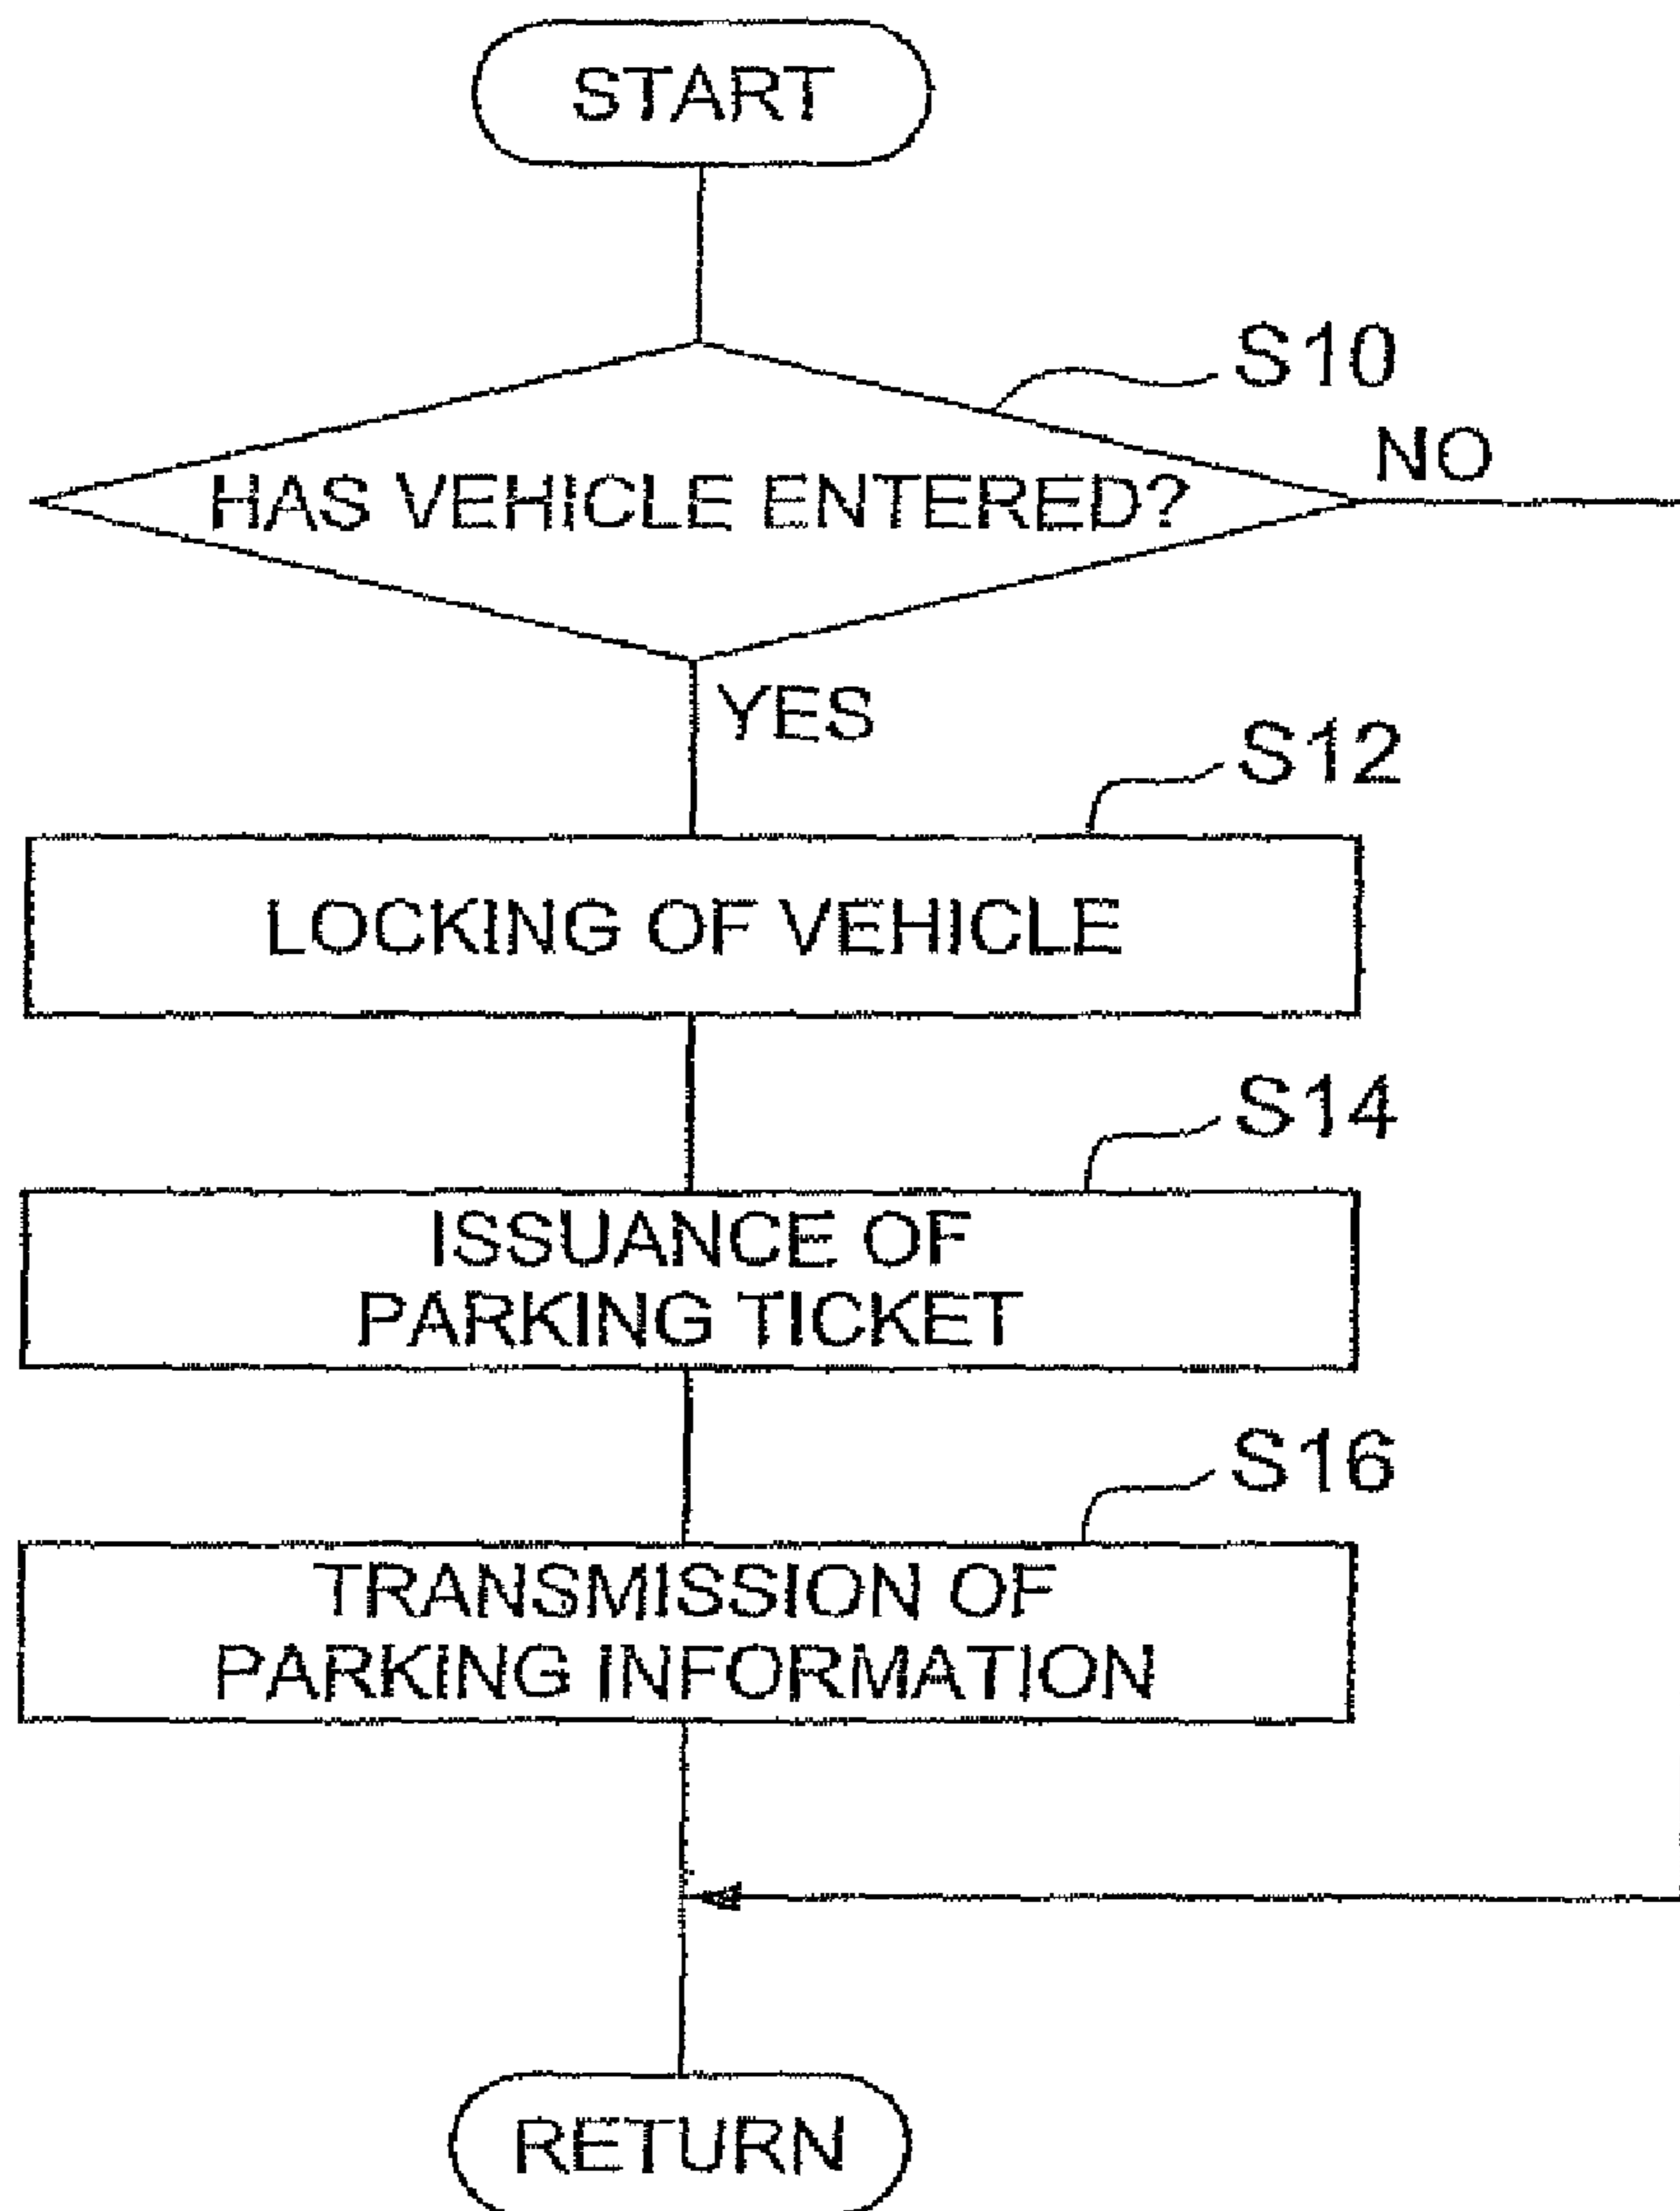 START
S10
HAS VEHICLE ENTERED?
NO
YES
S12
LOCKING OF VEHICLE
S14
ISSUANCE OF
PARKING TICKET
S16
TRANSMISSION OF
PARKING INFORMATION
RETURN